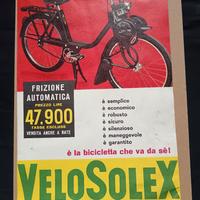 FRIZIONE
AUTOMATICA
PREZZO LIRE
47.900
TASSE ESCLUSE
VENDITA ANCHE A RATE
è semplice
è economico
è robusto
è sicuro
è silenzioso
è maneggevole
è garantito
è la bicicletta che va da sè!
VELOSOLEX